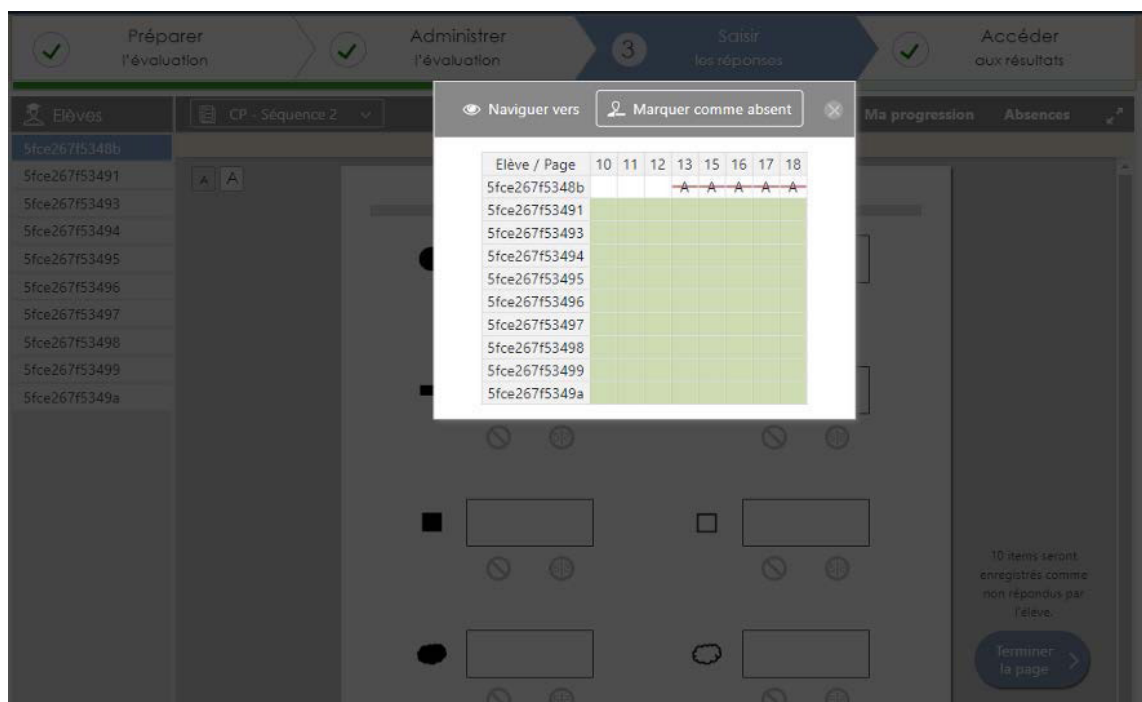 Préparer
l'évaluation
Administrer
l'évaluation
3
Saisir
les réponses
Accéder
aux résultats
Elèves
CP - Séquence 2
Naviguer vers
Marquer comme absent
Ma progression
Absences
5fce267f5348b
5fce267f53491
5fce267f53493
5fce267f53494
5fce267f53495
5fce267f53496
5fce267f53497
5fce267f53498
5fce267f53499
5fce267f5349a
A A
Elève / Page 10 11 12 13 15 16 17 18
5fce267f5348b A A A A A
5fce267f53491
5fce267f53493
5fce267f53494
5fce267f53495
5fce267f53496
5fce267f53497
5fce267f53498
5fce267f53499
5fce267f5349a
10 items seront
enregistrés comme
non répondus par
l'élève.
Terminer
la page